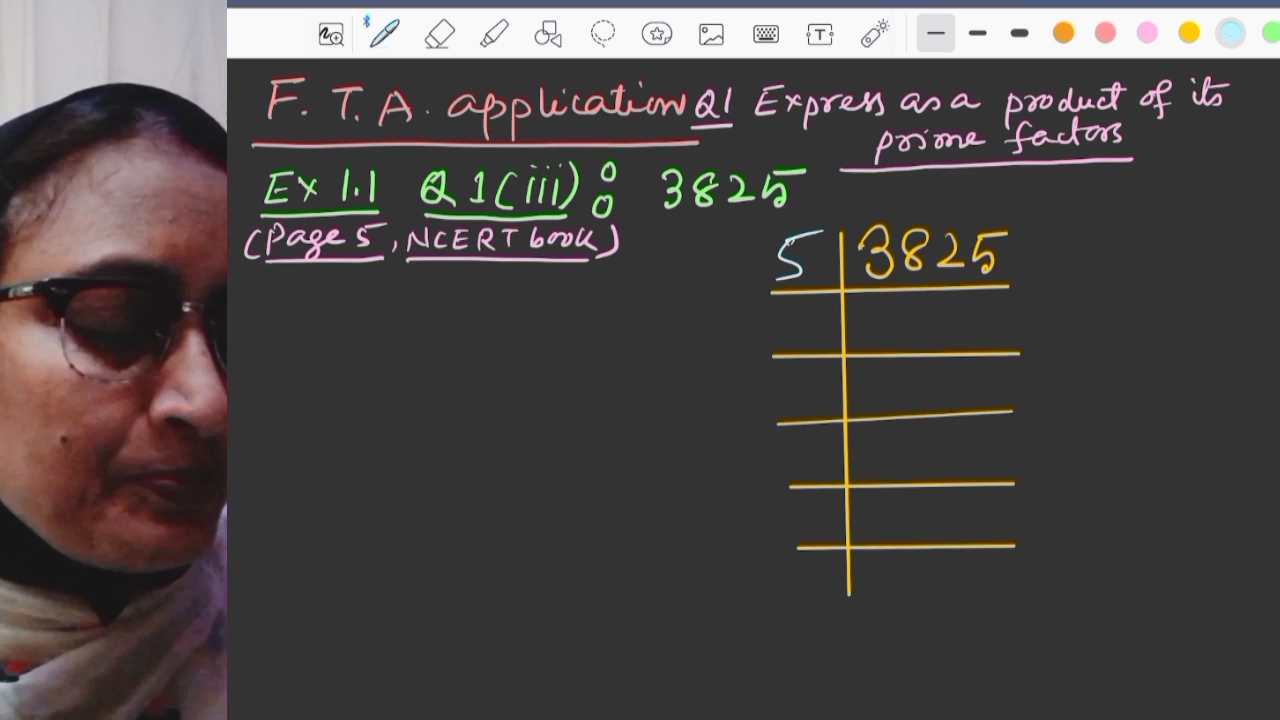 F. T. A. application Q1 Express as a product of its
prime factors
Ex 1.1 Q 1 (iii) : 3825
(Page 5, NCERT book)
5 3825